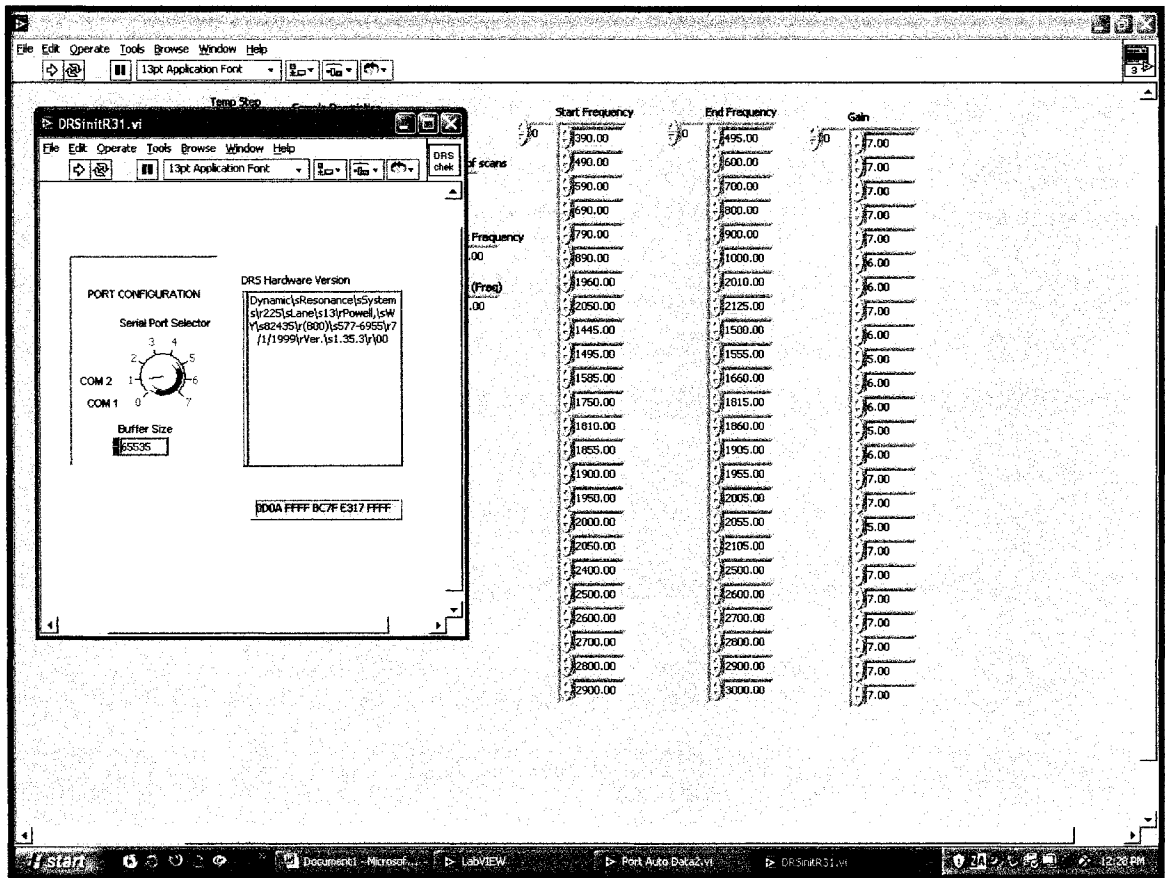 File Edit Operate Tools Browse Window Help
13pt Application Font
3
Temp Step
DRSinitR31.vi
File Edit Operate Tools Browse Window Help
13pt Application Font
DRS
chek
of scans
Frequency
.00
(Freq)
.00
PORT CONFIGURATION
Serial Port Selector
3 4
2 5
COM 2 1 6
COM 1 0 7
Buffer Size
65535
DRS Hardware Version
Dynamic\sResonance\sSystem
s\r225\sLane\s13\rPowell,\sW
Y\s82435\r(800)\s577-6955\r7
/1/1999\rVer.\s1.35.3\r\00
0D0A FFFF BC7F E317 FFFF
Start Frequency End Frequency Gain
0 0 0
390.00 495.00 7.00
490.00 600.00 7.00
590.00 700.00 7.00
690.00 800.00 7.00
790.00 900.00 7.00
890.00 1000.00 6.00
1960.00 2010.00 6.00
2050.00 2125.00 7.00
1445.00 1500.00 6.00
1495.00 1555.00 5.00
1585.00 1660.00 6.00
1750.00 1815.00 6.00
1810.00 1860.00 5.00
1855.00 1905.00 6.00
1900.00 1955.00 7.00
1950.00 2005.00 7.00
2000.00 2055.00 5.00
2050.00 2105.00 7.00
2400.00 2500.00 7.00
2500.00 2600.00 7.00
2600.00 2700.00 7.00
2700.00 2800.00 7.00
2800.00 2900.00 7.00
2900.00 3000.00 7.00
start Document1 - Microsof... LabVIEW Port Auto Data2.vi DRSinitR31.vi 12:28 PM